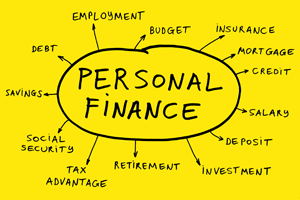 EMPLOYMENT
BUDGET
INSURANCE
DEBT
MORTGAGE
CREDIT
PERSONAL
FINANCE
SAVINGS
SALARY
SOCIAL
SECURITY
DEPOSIT
TAX
ADVANTAGE
RETIREMENT
INVESTMENT